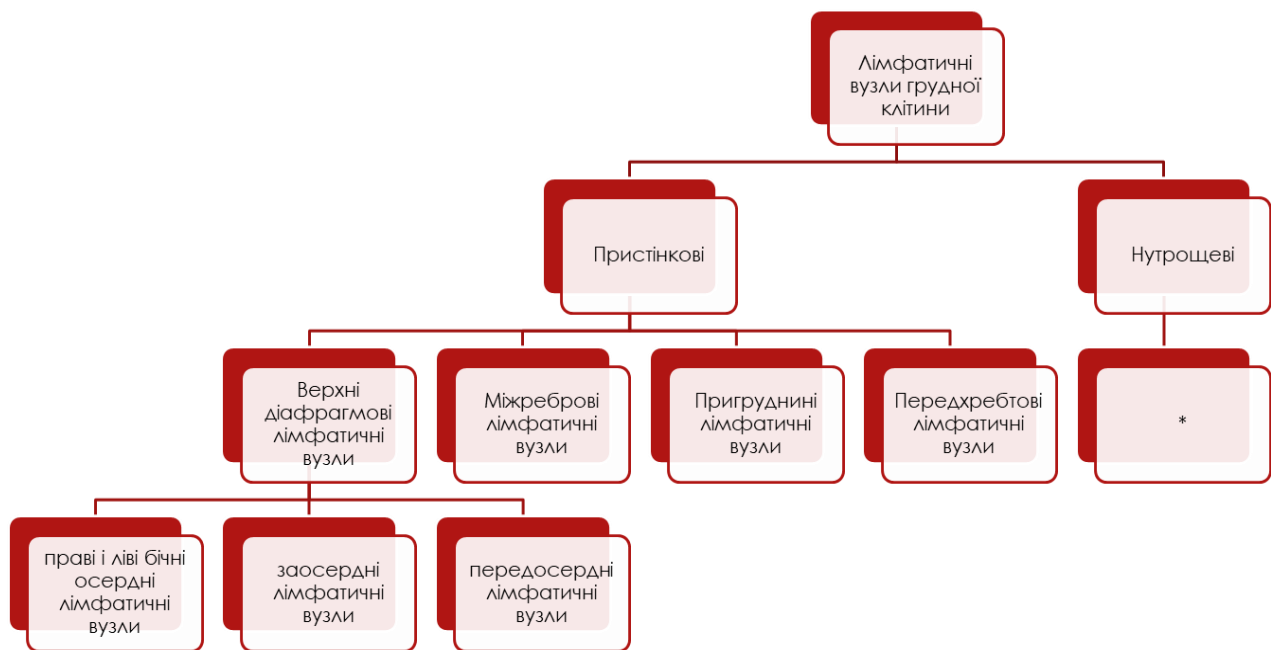 Лімфатичні
вузли грудної
клітини
Пристінкові
Нутрощеві
Верхні
діафрагмові
лімфатичні
вузли
Міжреброві
лімфатичні
вузли
Пригруднині
лімфатичні
вузли
Передхребтові
лімфатичні
вузли
*
праві і ліві бічні
осердні
лімфатичні
вузли
заосердні
лімфатичні
вузли
передосердні
лімфатичні
вузли